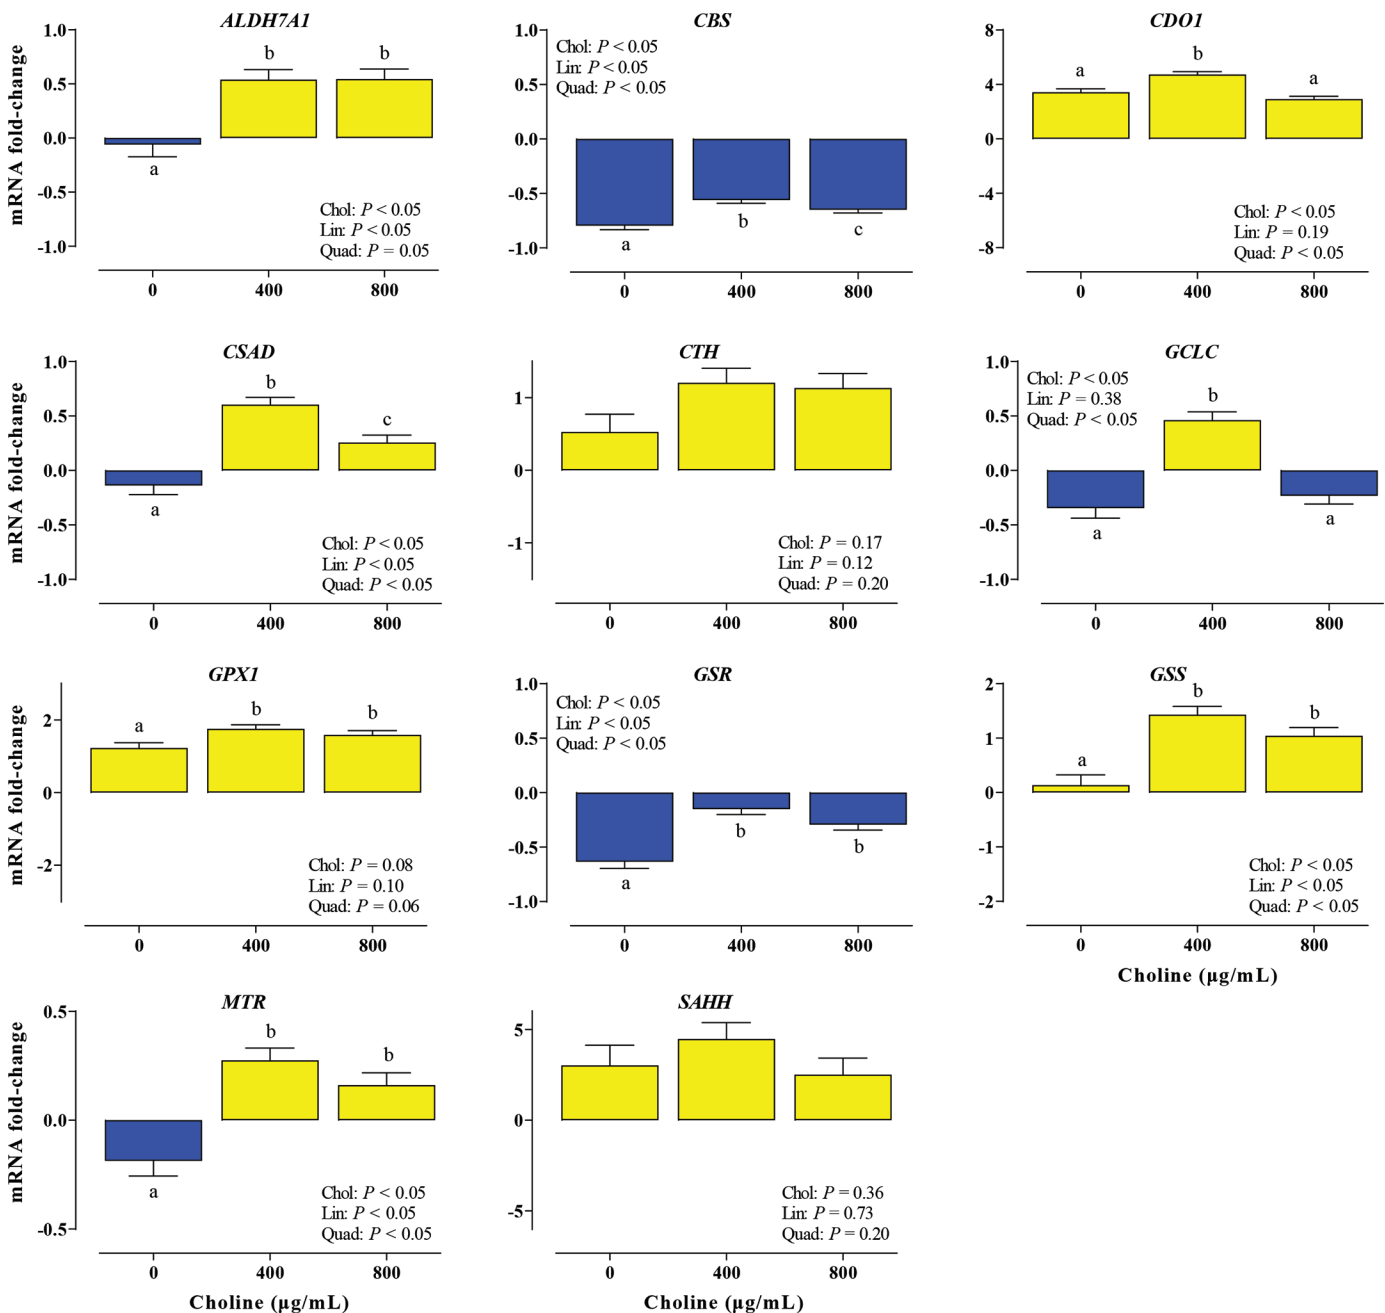 ALDH7A1
mRNA fold-change
1.0
0.5
0.0
-0.5
-1.0
b
b
a
Chol: P < 0.05
Lin: P < 0.05
Quad: P = 0.05
0
400
800
CBS
1.0
0.5
0.0
-0.5
-1.0
Chol: P < 0.05
Lin: P < 0.05
Quad: P < 0.05
a
b
c
0
400
800
CDO1
8
4
0
-4
-8
a
b
a
Chol: P < 0.05
Lin: P = 0.19
Quad: P < 0.05
0
400
800
CSAD
mRNA fold-change
1.0
0.5
0.0
-0.5
-1.0
b
c
a
Chol: P < 0.05
Lin: P < 0.05
Quad: P < 0.05
0
400
800
CTH
1
0
-1
Chol: P = 0.17
Lin: P = 0.12
Quad: P = 0.20
0
400
800
GCLC
1.0
0.5
0.0
-0.5
-1.0
Chol: P < 0.05
Lin: P = 0.38
Quad: P < 0.05
b
a
a
0
400
800
GPX1
mRNA fold-change
2
0
-2
a
b
b
Chol: P = 0.08
Lin: P = 0.10
Quad: P = 0.06
0
400
800
GSR
1.0
0.5
0.0
-0.5
-1.0
Chol: P < 0.05
Lin: P < 0.05
Quad: P < 0.05
a
b
b
0
400
800
GSS
2
1
0
-1
-2
a
b
b
Chol: P < 0.05
Lin: P < 0.05
Quad: P < 0.05
0
400
800
Choline (µg/mL)
MTR
mRNA fold-change
0.5
0.0
-0.5
b
b
a
Chol: P < 0.05
Lin: P < 0.05
Quad: P < 0.05
0
400
800
Choline (µg/mL)
SAHH
5
0
-5
Chol: P = 0.36
Lin: P = 0.73
Quad: P = 0.20
0
400
800
Choline (µg/mL)